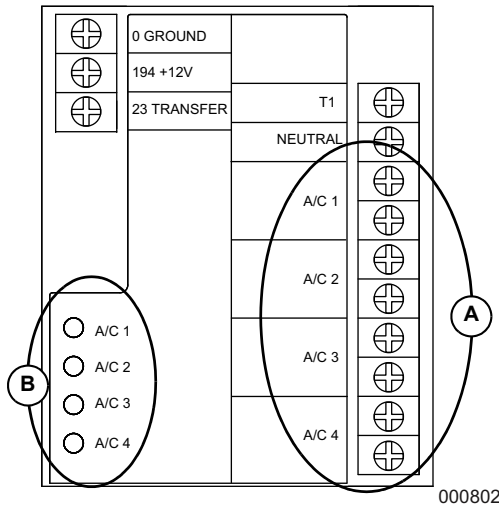 0 GROUND
194 +12V
23 TRANSFER
T1
NEUTRAL
A/C 1
A/C 2
A/C 3
A/C 4
A
B
A/C 1
A/C 2
A/C 3
A/C 4
000802